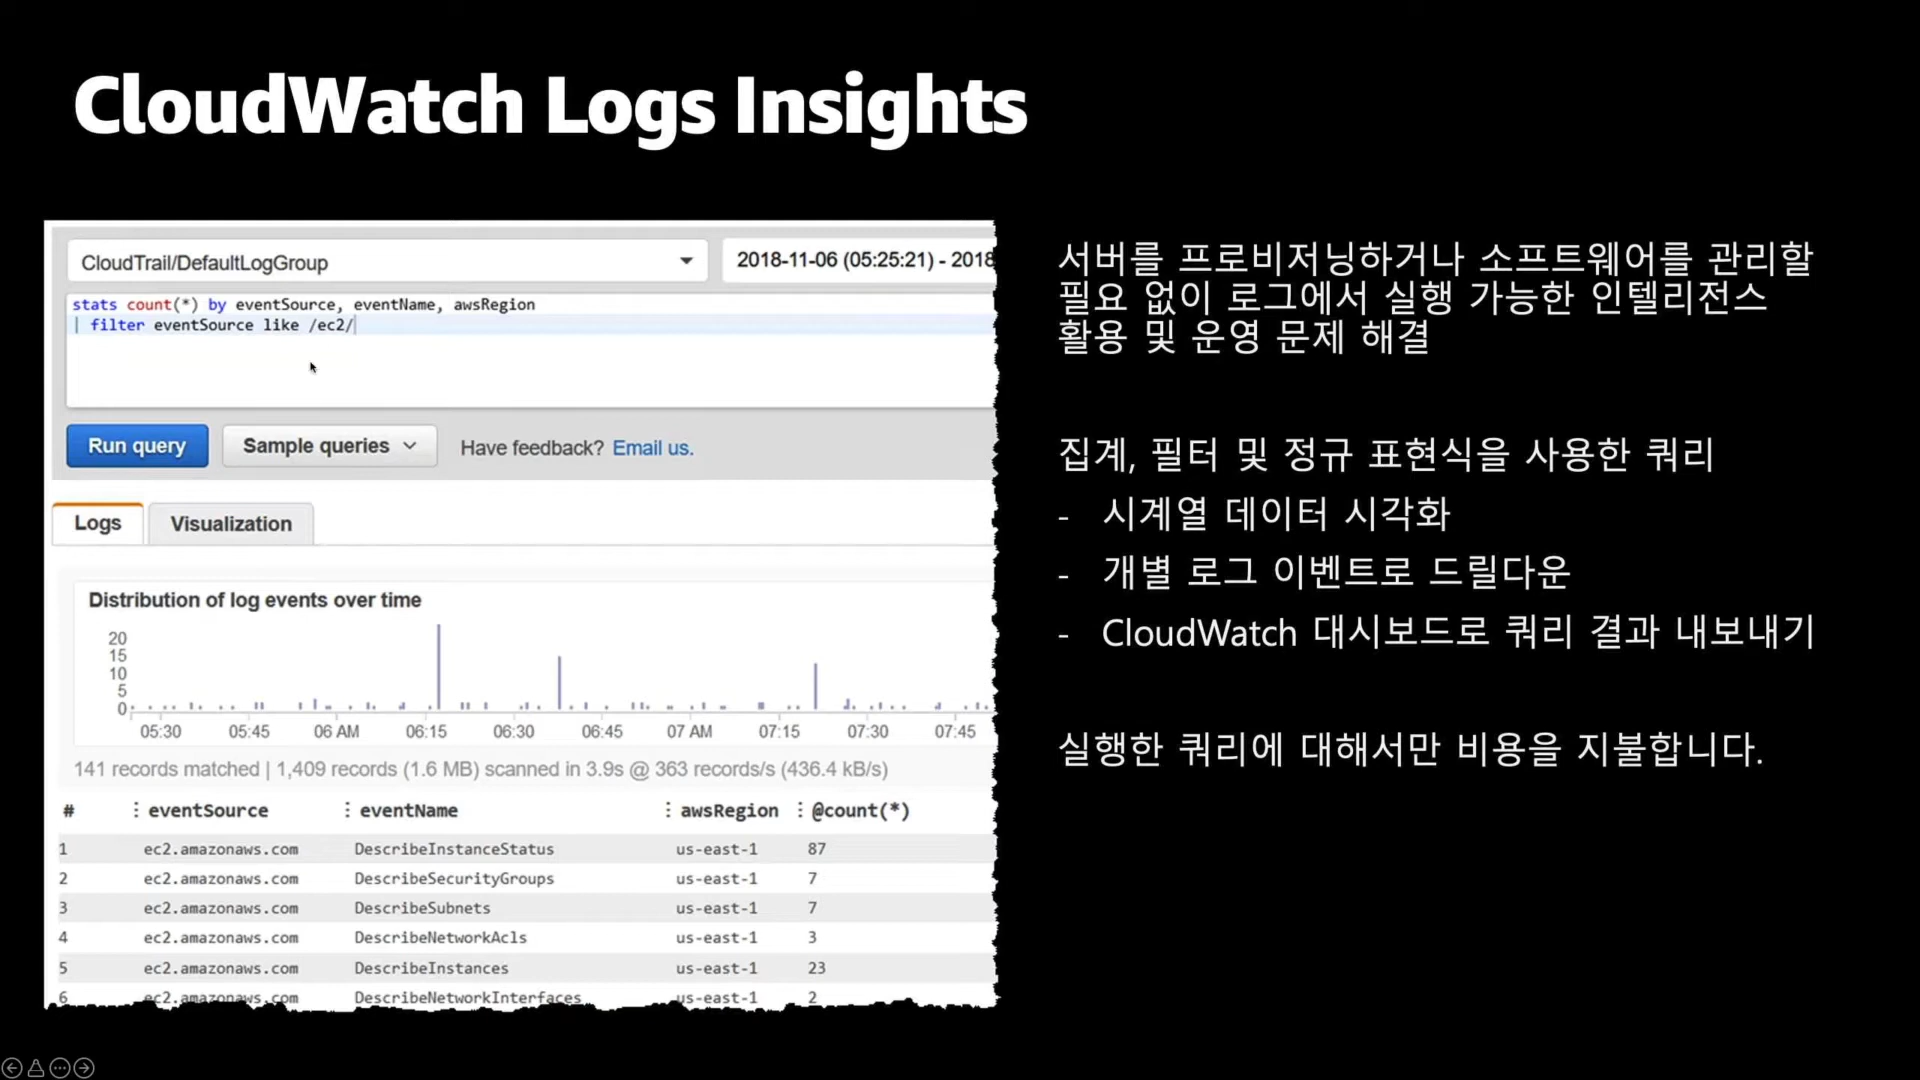 CloudWatch Logs Insights
CloudTrail/DefaultLogGroup
2018-11-06 (05:25:21) - 2018
stats count(*) by eventSource, eventName, awsRegion
| filter eventSource like /ec2/
Run query
Sample queries
Have feedback? Email us.
Logs
Visualization
Distribution of log events over time
20
15
10
5
0
05:30 05:45 06 AM 06:15 06:30 06:45 07 AM 07:15 07:30 07:45
141 records matched | 1,409 records (1.6 MB) scanned in 3.9s @ 363 records/s (436.4 kB/s)
# eventSource eventName awsRegion @count(*)
1 ec2.amazonaws.com DescribeInstanceStatus us-east-1 87
2 ec2.amazonaws.com DescribeSecurityGroups us-east-1 7
3 ec2.amazonaws.com DescribeSubnets us-east-1 7
4 ec2.amazonaws.com DescribeNetworkAcls us-east-1 3
5 ec2.amazonaws.com DescribeInstances us-east-1 23
6 ec2.amazonaws.com DescribeNetworkInterfaces us-east-1 2
서버를 프로비저닝하거나 소프트웨어를 관리할
필요 없이 로그에서 실행 가능한 인텔리전스
활용 및 운영 문제 해결
집계, 필터 및 정규 표현식을 사용한 쿼리
- 시계열 데이터 시각화
- 개별 로그 이벤트로 드릴다운
- CloudWatch 대시보드로 쿼리 결과 내보내기
실행한 쿼리에 대해서만 비용을 지불합니다.